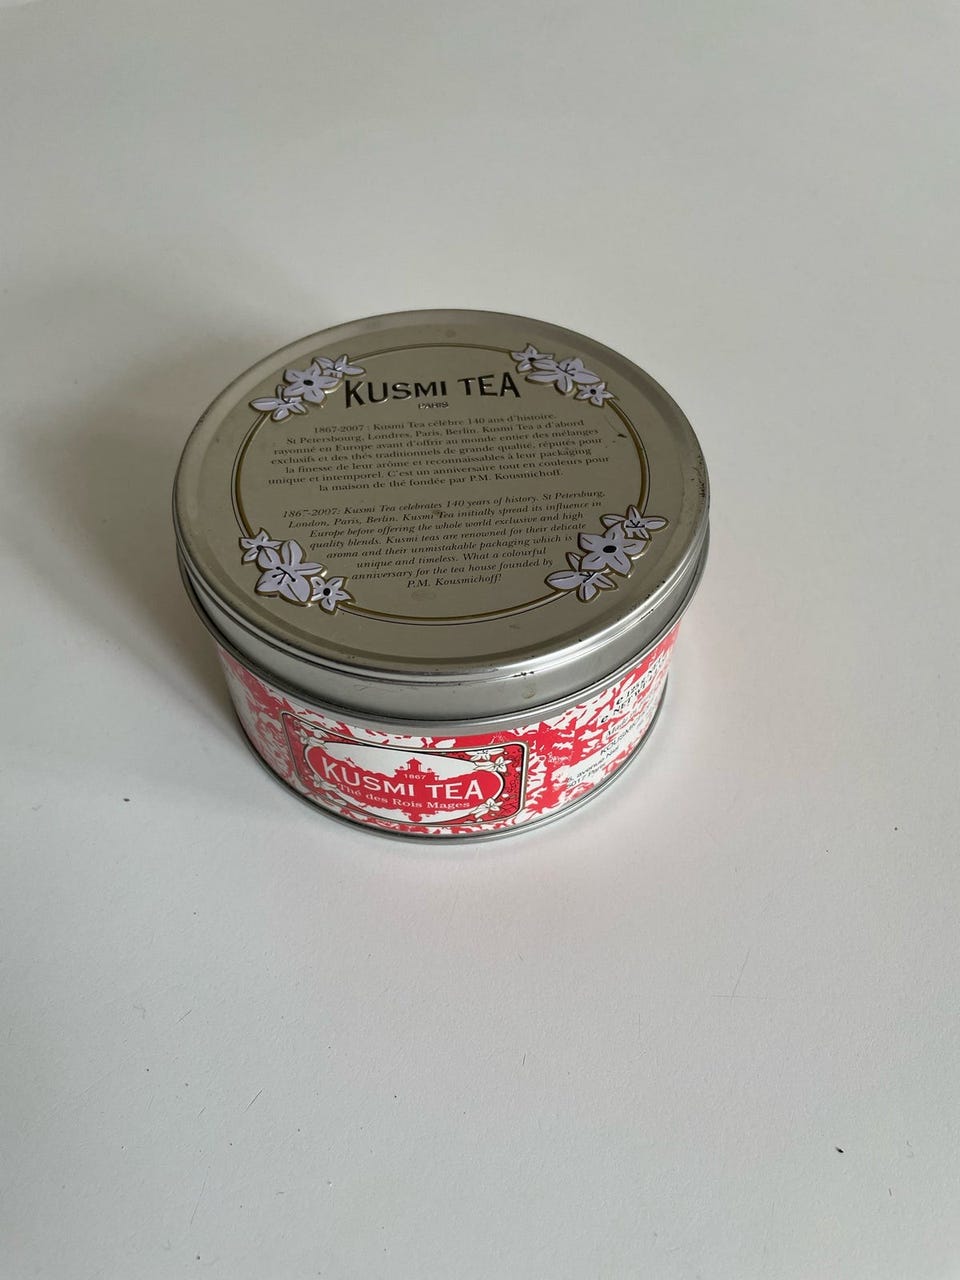 KUSMI TEA
PARIS
1867-2007 : Kusmi Tea célèbre 140 ans d'histoire.
St Petersbourg, Londres, Paris, Berlin. Kusmi Tea a d'abord
rayonné en Europe avant d'offrir au monde entier des mélanges
exclusifs et des thés traditionnels de grande qualité, réputés pour
la finesse de leur arôme et reconnaissables à leur packaging
unique et intemporel. C'est un anniversaire tout en couleurs pour
la maison de thé fondée par P.M. Kousmichoff.
1867-2007: Kusmi Tea celebrates 140 years of history. St Petersburg,
London, Paris, Berlin. Kusmi Tea initially spread its influence in
Europe before offering the whole world exclusive and high
quality blends. Kusmi teas are renowned for their delicate
aroma and their unmistakable packaging which is
unique and timeless. What a colourful
anniversary for the tea house founded by
P.M. Kousmichoff!
1867
KUSMI TEA
Thé des Rois Mages
avenue
Paris